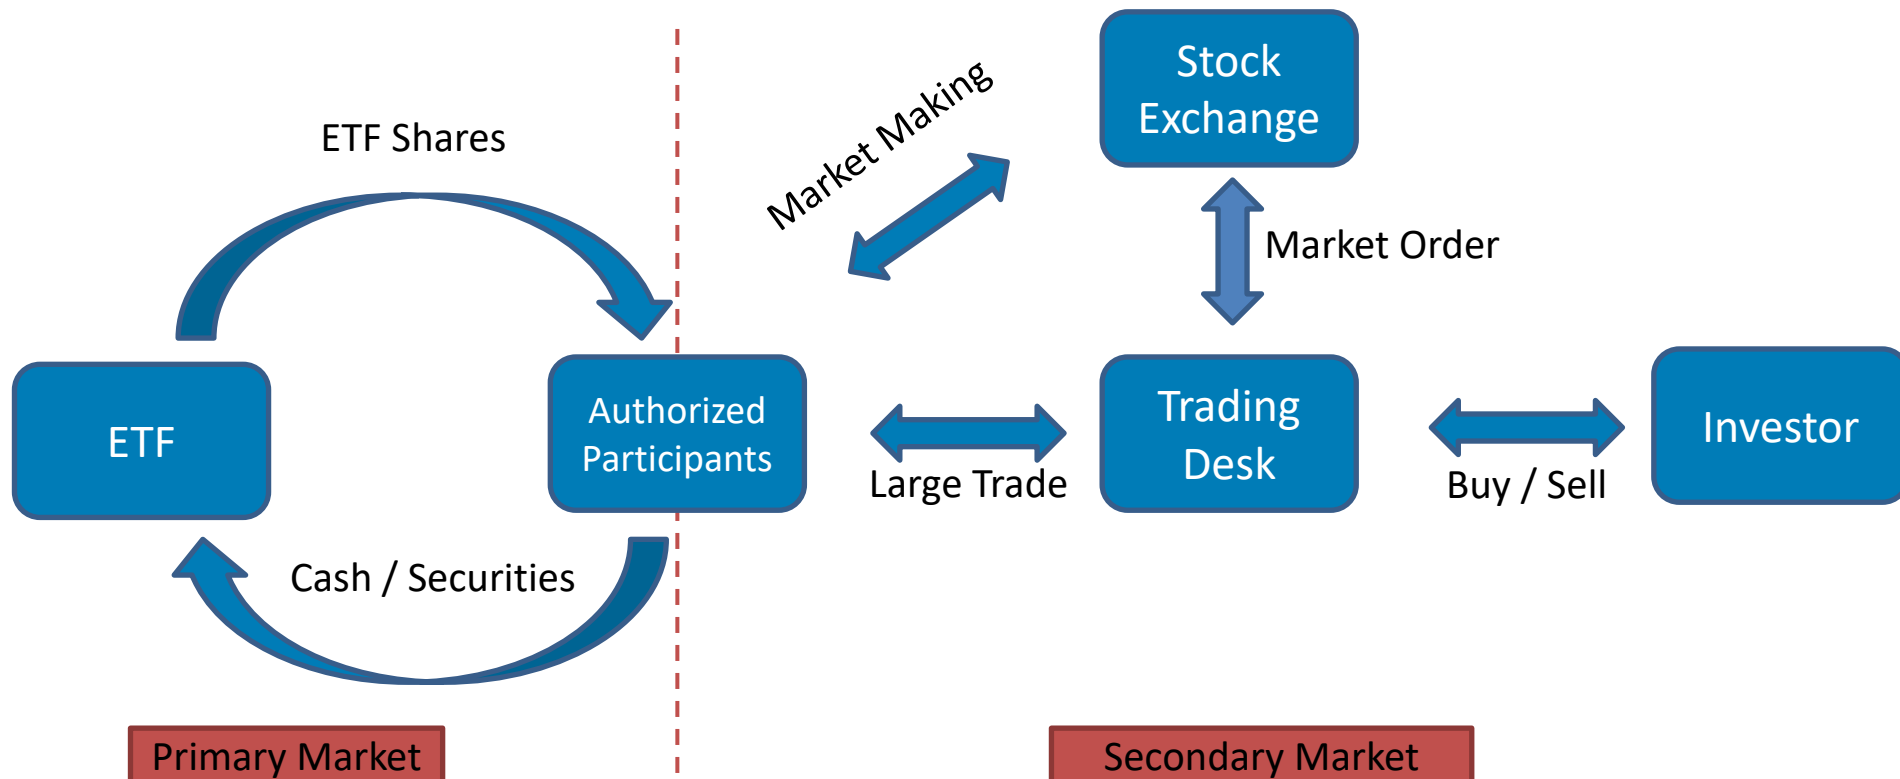 ETF Shares
Market Making
Stock
Exchange
Market Order
ETF
Authorized
Participants
Large Trade
Trading
Desk
Buy / Sell
Investor
Cash / Securities
Primary Market
Secondary Market